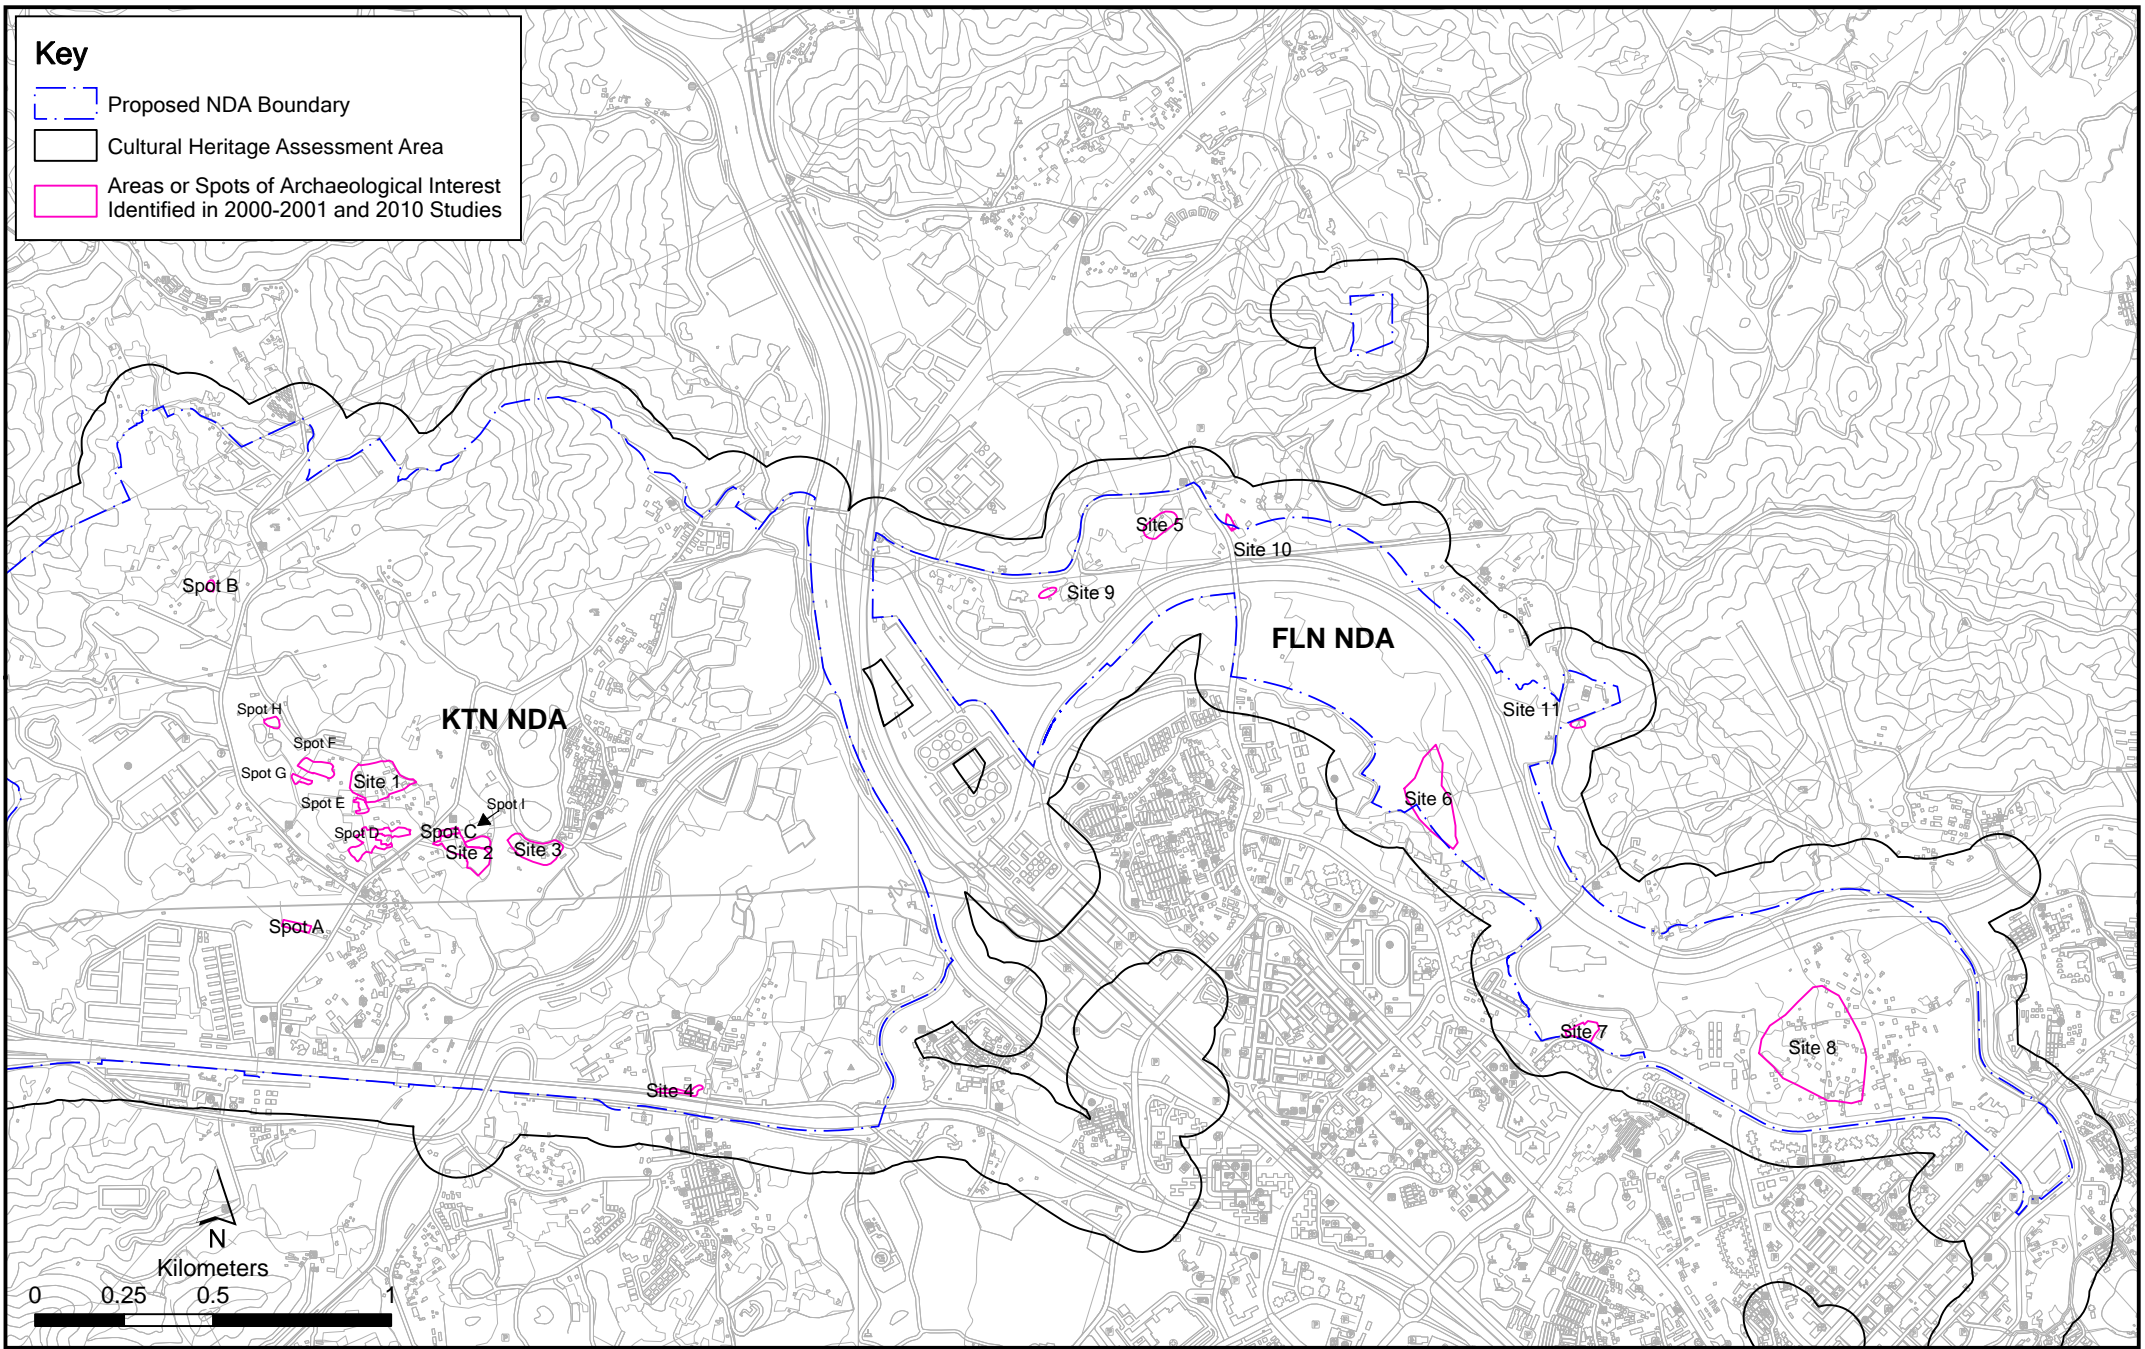 Key
Proposed NDA Boundary
Cultural Heritage Assessment Area
Areas or Spots of Archaeological Interest
Identified in 2000-2001 and 2010 Studies
Site 5
Site 10
Spot B
Site 9
FLN NDA
Spot H
KTN NDA
Site 11
Spot F
Spot G
Site 1
Spot E
Spot I
Site 6
Spot D
Spot C
Site 2
Site 3
Spot A
Site 7
Site 8
Site 4
N
Kilometers
0 0.25 0.5 1